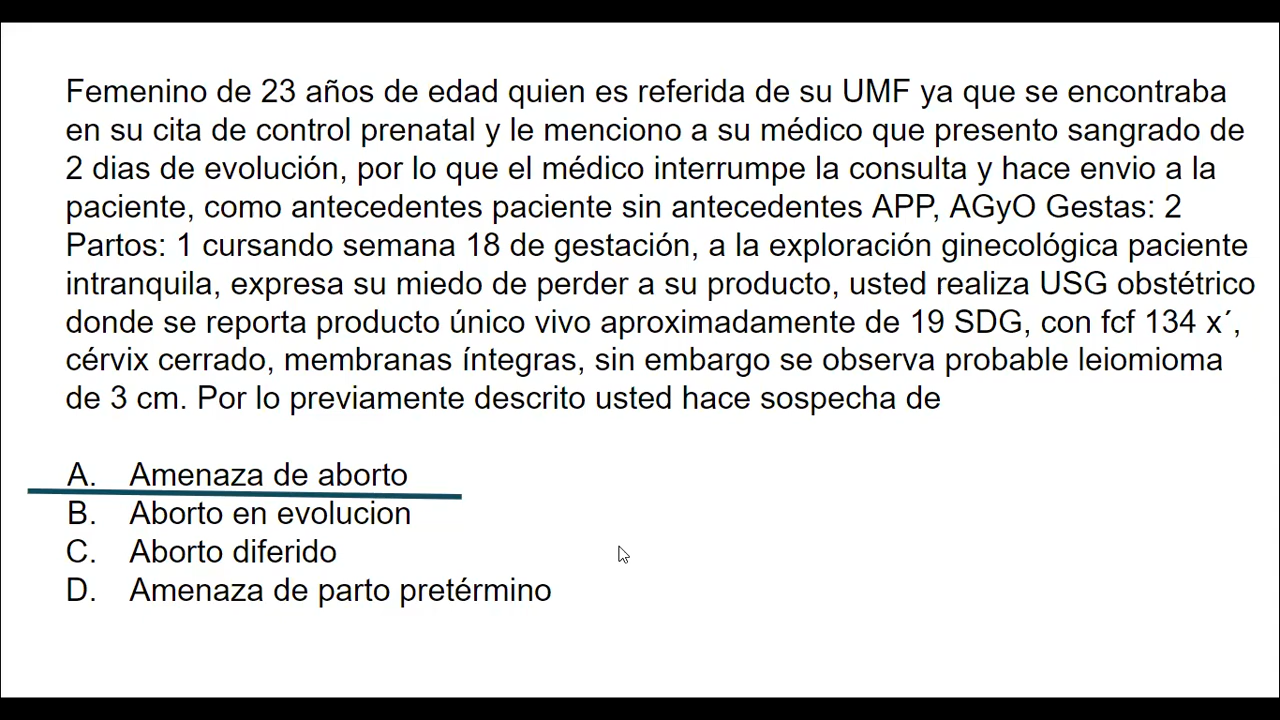 Femenino de 23 años de edad quien es referida de su UMF ya que se encontraba
en su cita de control prenatal y le menciono a su médico que presento sangrado de
2 dias de evolución, por lo que el médico interrumpe la consulta y hace envio a la
paciente, como antecedentes paciente sin antecedentes APP, AGyO Gestas: 2
Partos: 1 cursando semana 18 de gestación, a la exploración ginecológica paciente
intranquila, expresa su miedo de perder a su producto, usted realiza USG obstétrico
donde se reporta producto único vivo aproximadamente de 19 SDG, con fcf 134 x´,
cérvix cerrado, membranas íntegras, sin embargo se observa probable leiomioma
de 3 cm. Por lo previamente descrito usted hace sospecha de
A. Amenaza de aborto
B. Aborto en evolucion
C. Aborto diferido
D. Amenaza de parto pretérmino